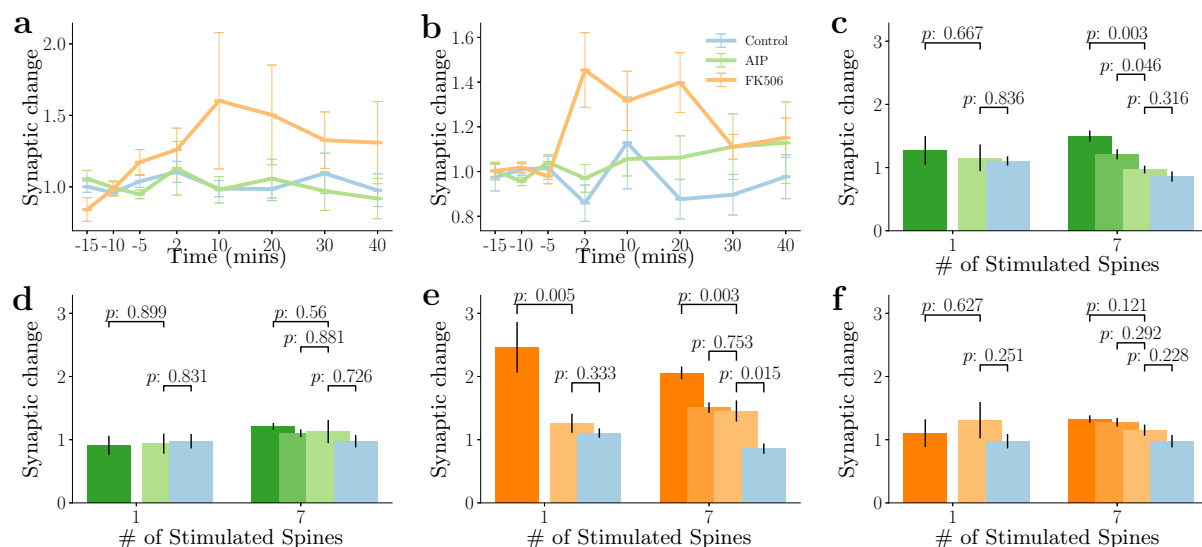 a
Synaptic change
2.0
1.5
1.0
-15 -10 -5 2 10 20 30 40
Time (mins)
b
Synaptic change
1.6
1.4
1.2
1.0
0.8
-15 -10 -5 2 10 20 30 40
Time (mins)
Control
AIP
FK506
c
Synaptic change
3
2
1
0
p: 0.667
p: 0.836
p: 0.003
p: 0.046
p: 0.316
1 7
# of Stimulated Spines
d
Synaptic change
3
2
1
0
p: 0.899
p: 0.831
p: 0.56
p: 0.881
p: 0.726
1 7
# of Stimulated Spines
e
Synaptic change
3
2
1
0
p: 0.005
p: 0.333
p: 0.003
p: 0.753
p: 0.015
1 7
# of Stimulated Spines
f
Synaptic change
3
2
1
0
p: 0.627
p: 0.251
p: 0.121
p: 0.292
p: 0.228
1 7
# of Stimulated Spines